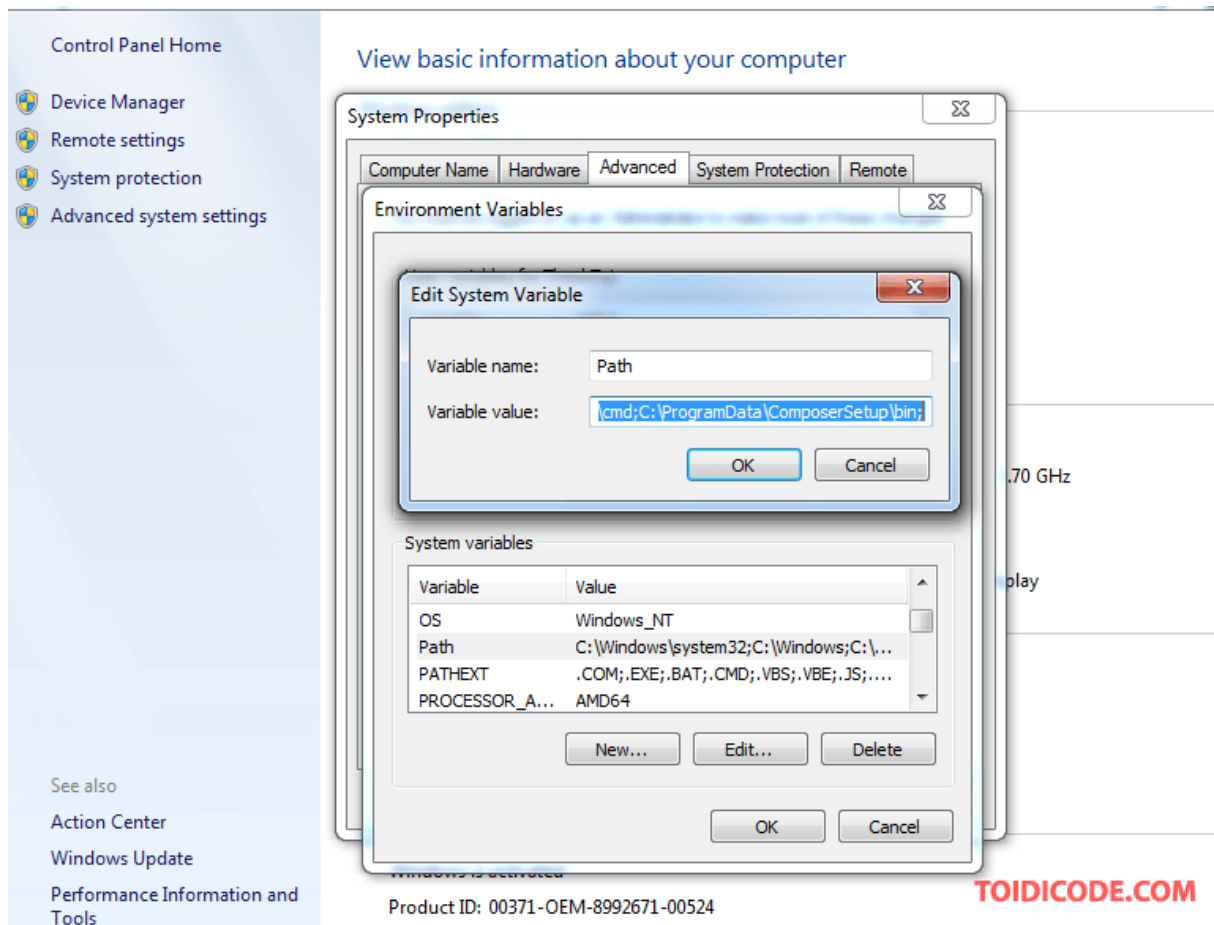 Control Panel Home
Device Manager
Remote settings
System protection
Advanced system settings
See also
Action Center
Windows Update
Performance Information and
Tools
View basic information about your computer
System Properties
Computer Name Hardware Advanced System Protection Remote
Environment Variables
Edit System Variable
Variable name: Path
Variable value: \cmd;C:\ProgramData\ComposerSetup\bin;
OK Cancel
.70 GHz
System variables
play
Variable Value
OS Windows_NT
Path C:\Windows\system32;C:\Windows;C:\...
PATHEXT .COM;.EXE;.BAT;.CMD;.VBS;.VBE;.JS;....
PROCESSOR_A... AMD64
New... Edit... Delete
OK Cancel
Windows is activated
Product ID: 00371-OEM-8992671-00524
TOIDICODE.COM